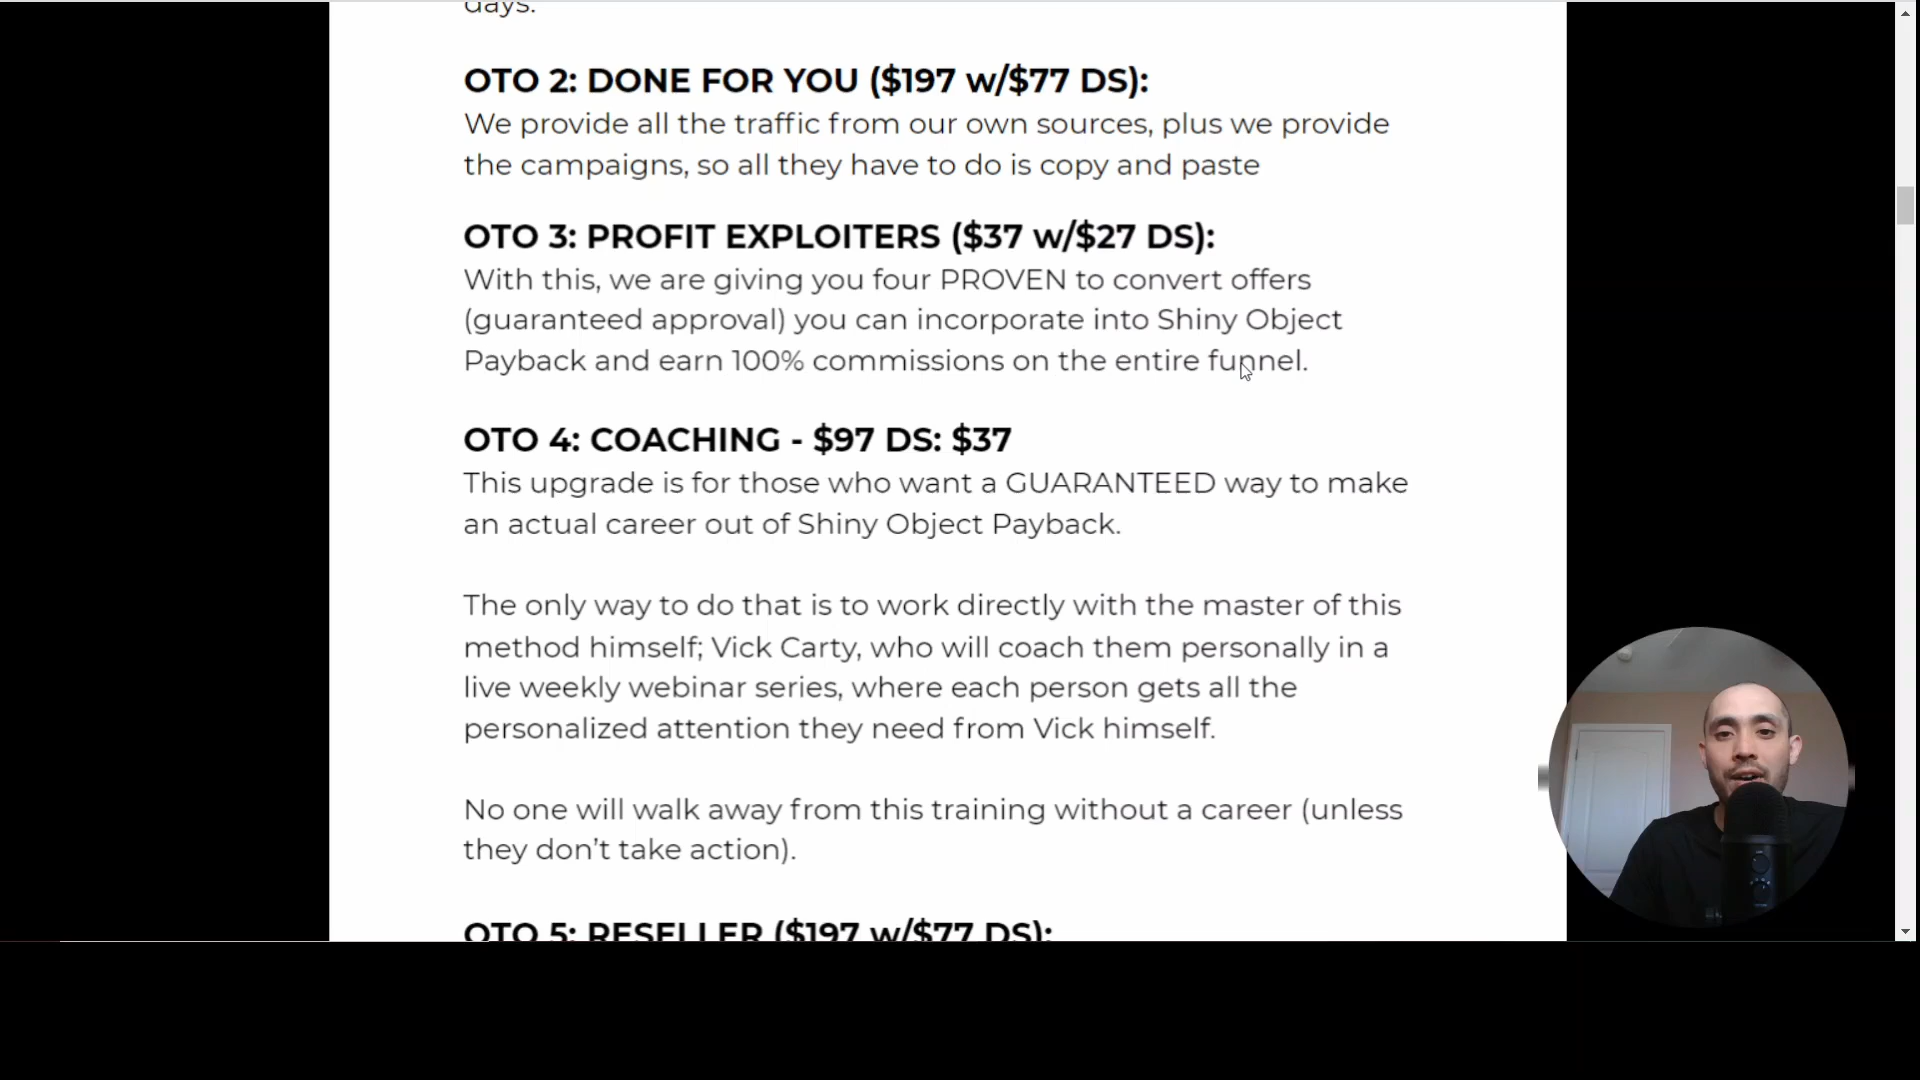 days.
OTO 2: DONE FOR YOU ($197 w/$77 DS):
We provide all the traffic from our own sources, plus we provide
the campaigns, so all they have to do is copy and paste
OTO 3: PROFIT EXPLOITERS ($37 w/$27 DS):
With this, we are giving you four PROVEN to convert offers
(guaranteed approval) you can incorporate into Shiny Object
Payback and earn 100% commissions on the entire funnel.
OTO 4: COACHING - $97 DS: $37
This upgrade is for those who want a GUARANTEED way to make
an actual career out of Shiny Object Payback.
The only way to do that is to work directly with the master of this
method himself; Vick Carty, who will coach them personally in a
live weekly webinar series, where each person gets all the
personalized attention they need from Vick himself.
No one will walk away from this training without a career (unless
they don’t take action).
OTO 5: RESELLER ($197 w/$77 DS):